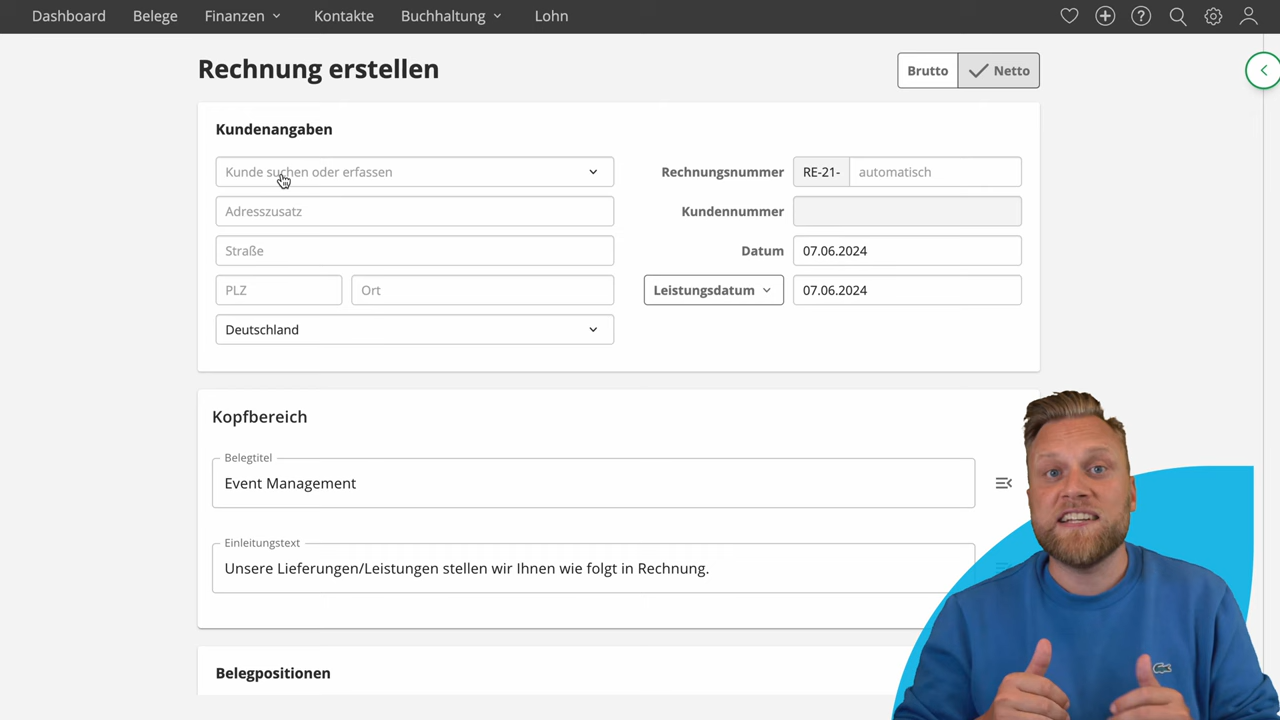 Dashboard Belege Finanzen Kontakte Buchhaltung Lohn
Rechnung erstellen
Brutto Netto
Kundenangaben
Kunde suchen oder erfassen
Rechnungsnummer RE-21- automatisch
Adresszusatz
Kundennummer
Straße
Datum 07.06.2024
PLZ Ort
Leistungsdatum 07.06.2024
Deutschland
Kopfbereich
Belegtitel
Event Management
Einleitungstext
Unsere Lieferungen/Leistungen stellen wir Ihnen wie folgt in Rechnung.
Belegpositionen